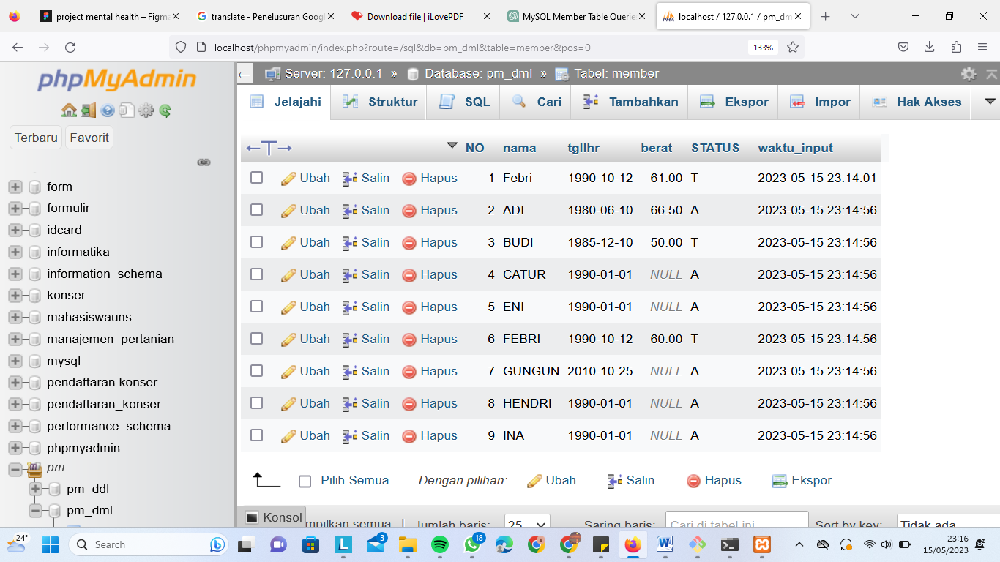 project mental health – Figma
translate - Penelusuran Googl
Download file | iLovePDF
MySQL Member Table Querie
localhost / 127.0.0.1 / pm_dm
localhost/phpmyadmin/index.php?route=/sql&db=pm_dml&table=member&pos=0
133%
phpMyAdmin
Terbaru Favorit
form
formulir
idcard
informatika
information_schema
konser
mahasiswauns
manajemen_pertanian
mysql
pendaftaran konser
pendaftaran_konser
performance_schema
phpmyadmin
pm
pm_ddl
pm_dml
Server: 127.0.0.1 » Database: pm_dml » Tabel: member
Jelajahi Struktur SQL Cari Tambahkan Ekspor Impor Hak Akses
NO nama tgllhr berat STATUS waktu_input
Ubah Salin Hapus 1 Febri 1990-10-12 61.00 T 2023-05-15 23:14:01
Ubah Salin Hapus 2 ADI 1980-06-10 66.50 A 2023-05-15 23:14:56
Ubah Salin Hapus 3 BUDI 1985-12-10 50.00 T 2023-05-15 23:14:56
Ubah Salin Hapus 4 CATUR 1990-01-01 NULL A 2023-05-15 23:14:56
Ubah Salin Hapus 5 ENI 1990-01-01 NULL A 2023-05-15 23:14:56
Ubah Salin Hapus 6 FEBRI 1990-10-12 60.00 T 2023-05-15 23:14:56
Ubah Salin Hapus 7 GUNGUN 2010-10-25 NULL A 2023-05-15 23:14:56
Ubah Salin Hapus 8 HENDRI 1990-01-01 NULL A 2023-05-15 23:14:56
Ubah Salin Hapus 9 INA 1990-01-01 NULL A 2023-05-15 23:14:56
Pilih Semua Dengan pilihan: Ubah Salin Hapus Ekspor
Konsol mpilkan semua | Jumlah baris: 25 Saring baris: Cari di tabel ini Sort by key: Tidak ada
24°
Search
3
18
23:16
15/05/2023